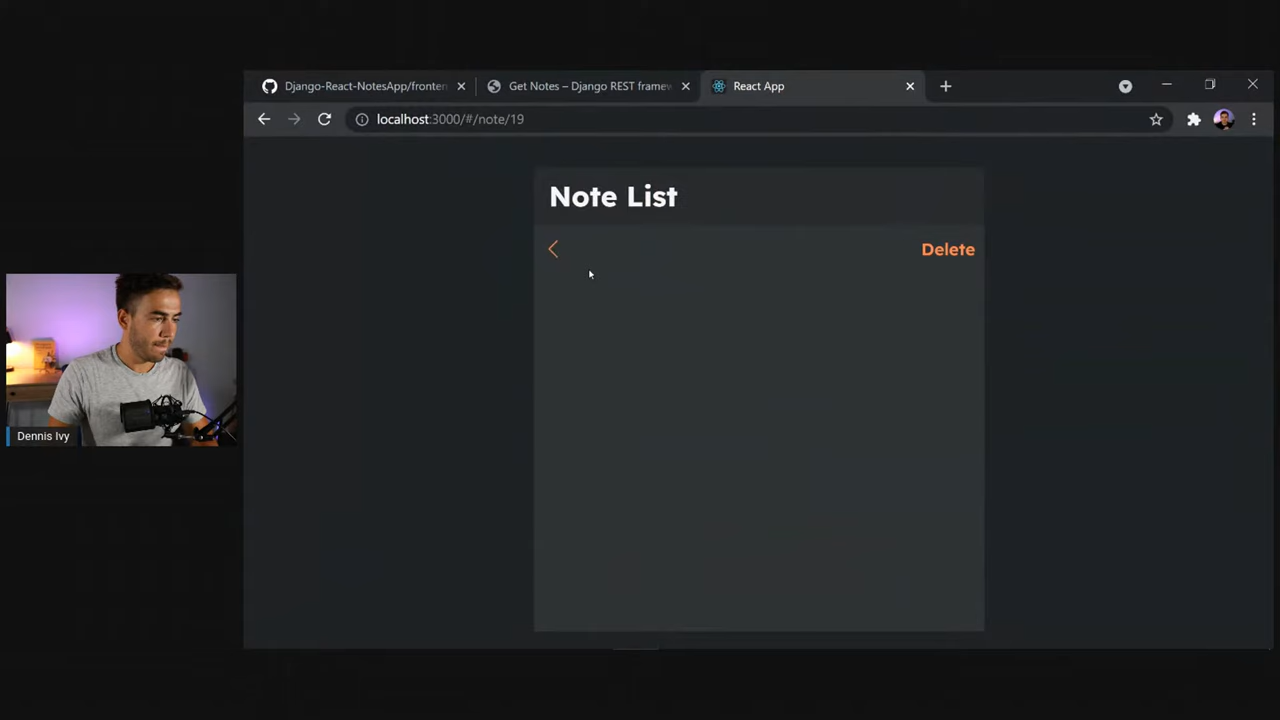 Django-React-NotesApp/fronten
Get Notes – Django REST framew
React App
localhost:3000/#/note/19
Note List
Delete
Dennis Ivy